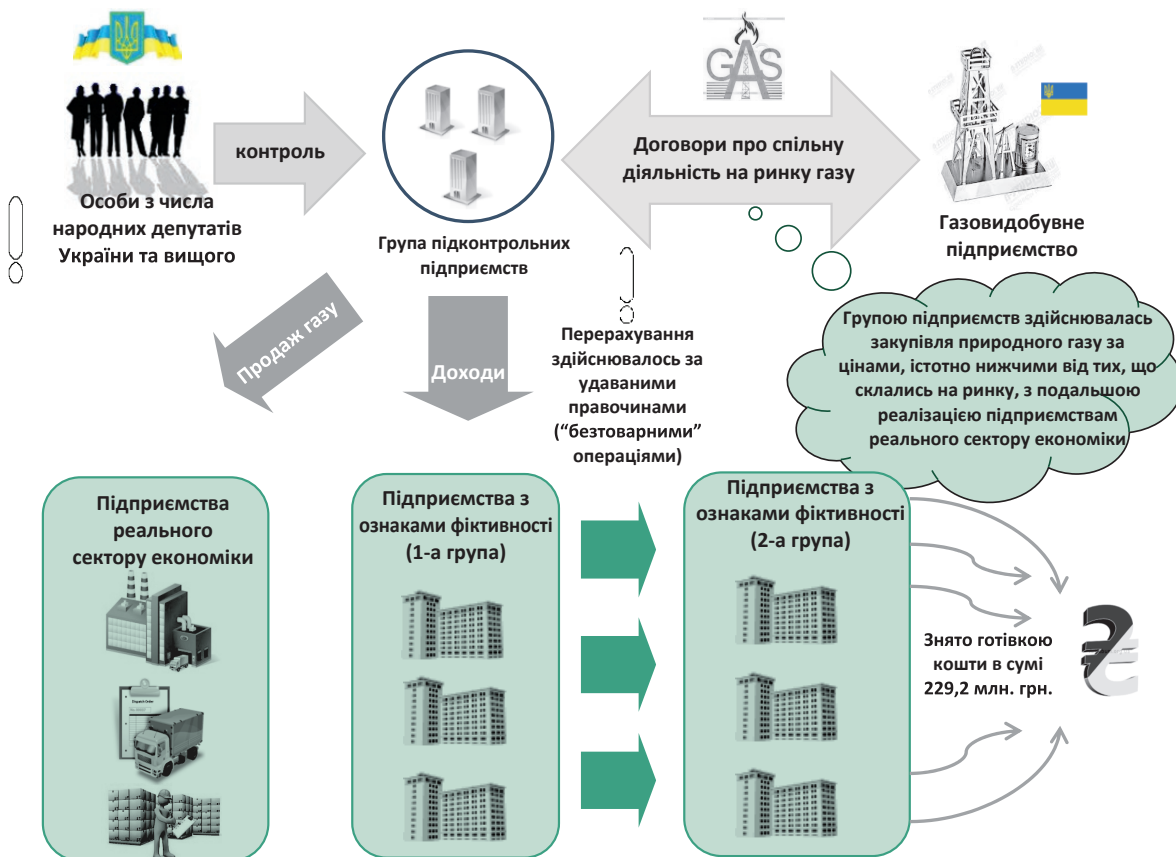 GAS
контроль
Договори про спільну
діяльність на ринку газу
Особи з числа
народних депутатів
України та вищого
Група підконтрольних
підприємств
Газовидобувне
підприємство
Продаж газу
Доходи
Перерахування
здійснювалось за
удаваними
правочинами
(“безтоварними”
операціями)
Групою підприємств здійснювалась
закупівля природного газу за
цінами, істотно нижчими від тих, що
склались на ринку, з подальшою
реалізацією підприємствам
реального сектору економіки
Підприємства
реального
сектору економіки
Підприємства з
ознаками фіктивності
(1-а група)
Підприємства з
ознаками фіктивності
(2-а група)
Знято готівкою
кошти в сумі
229,2 млн. грн.
Dispatch Order